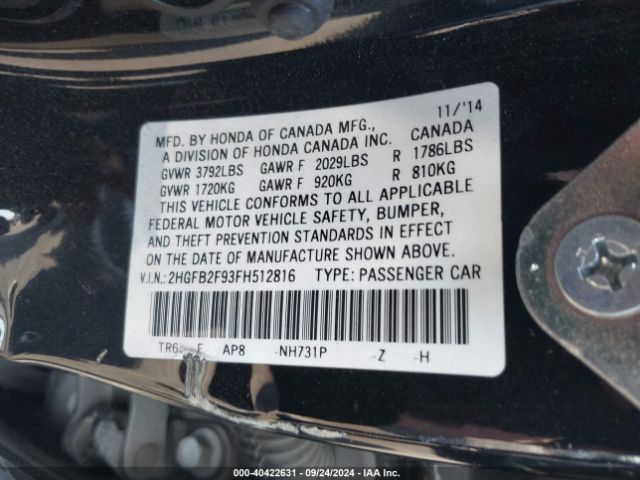 11/'14
MFD. BY HONDA OF CANADA MFG.,
A DIVISION OF HONDA CANADA INC. CANADA
GVWR 3792LBS GAWR F 2029LBS R 1786LBS
GVWR 1720KG GAWR F 920KG R 810KG
THIS VEHICLE CONFORMS TO ALL APPLICABLE
FEDERAL MOTOR VEHICLE SAFETY, BUMPER,
AND THEFT PREVENTION STANDARDS IN EFFECT
ON THE DATE OF MANUFACTURE SHOWN ABOVE.
V.I.N.: 2HGFB2F93FH512816 TYPE: PASSENGER CAR
TR6 AP8 -NH731P -Z -H
000-40422631 - 09/24/2024 - IAA Inc.